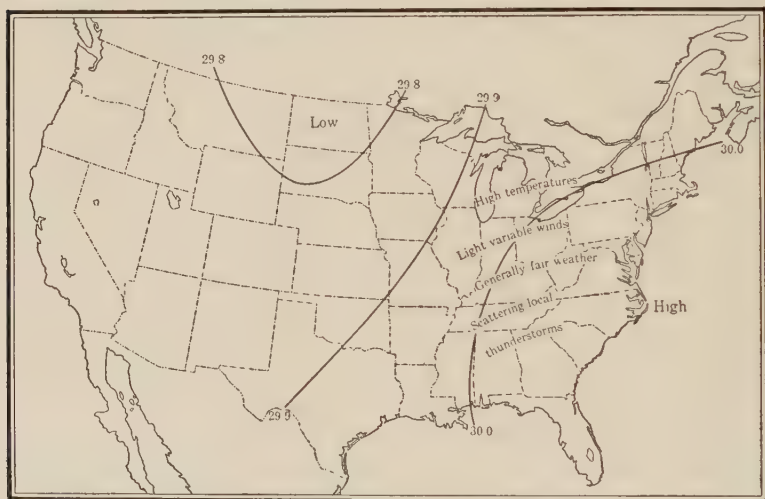 29 8
29.8
29 9
Low
30.0
High temperatures
Light variable winds
Generally fair weather
Scattering local
High
thunderstorms
29 9
30 0